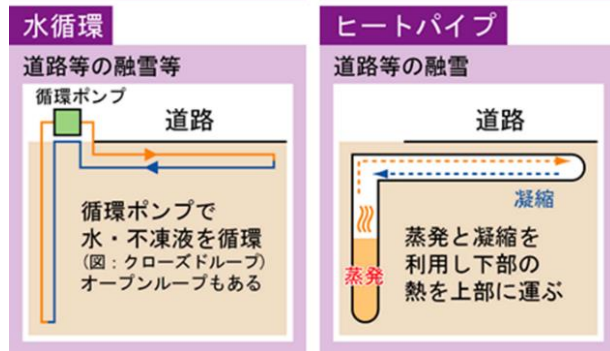 水循環
道路等の融雪等
循環ポンプ
道路
循環ポンプで
水・不凍液を循環
(図：クローズドループ)
オープンループもある
ヒートパイプ
道路等の融雪
道路
凝縮
蒸発
蒸発と凝縮を
利用し下部の
熱を上部に運ぶ